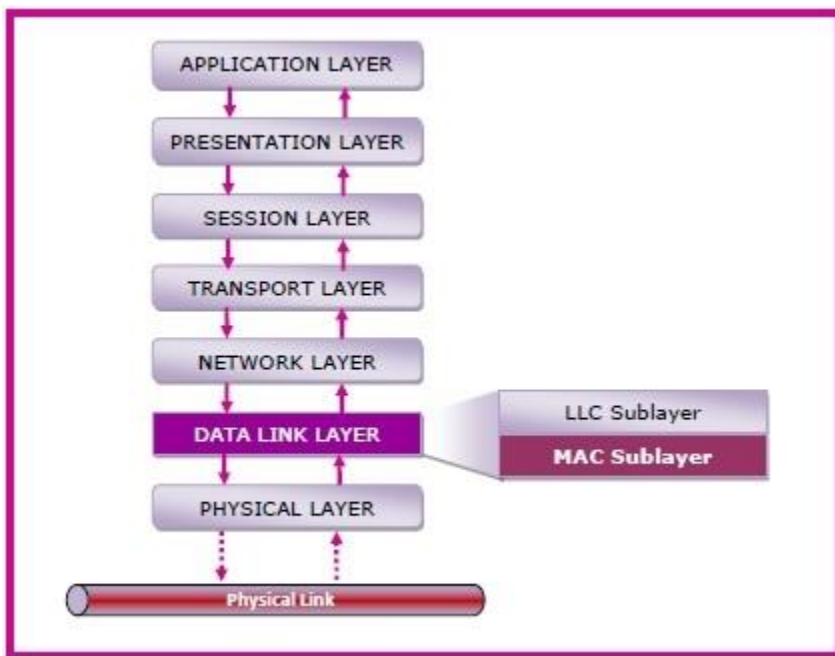 APPLICATION LAYER
PRESENTATION LAYER
SESSION LAYER
TRANSPORT LAYER
NETWORK LAYER
DATA LINK LAYER
LLC Sublayer
MAC Sublayer
PHYSICAL LAYER
Physical Link